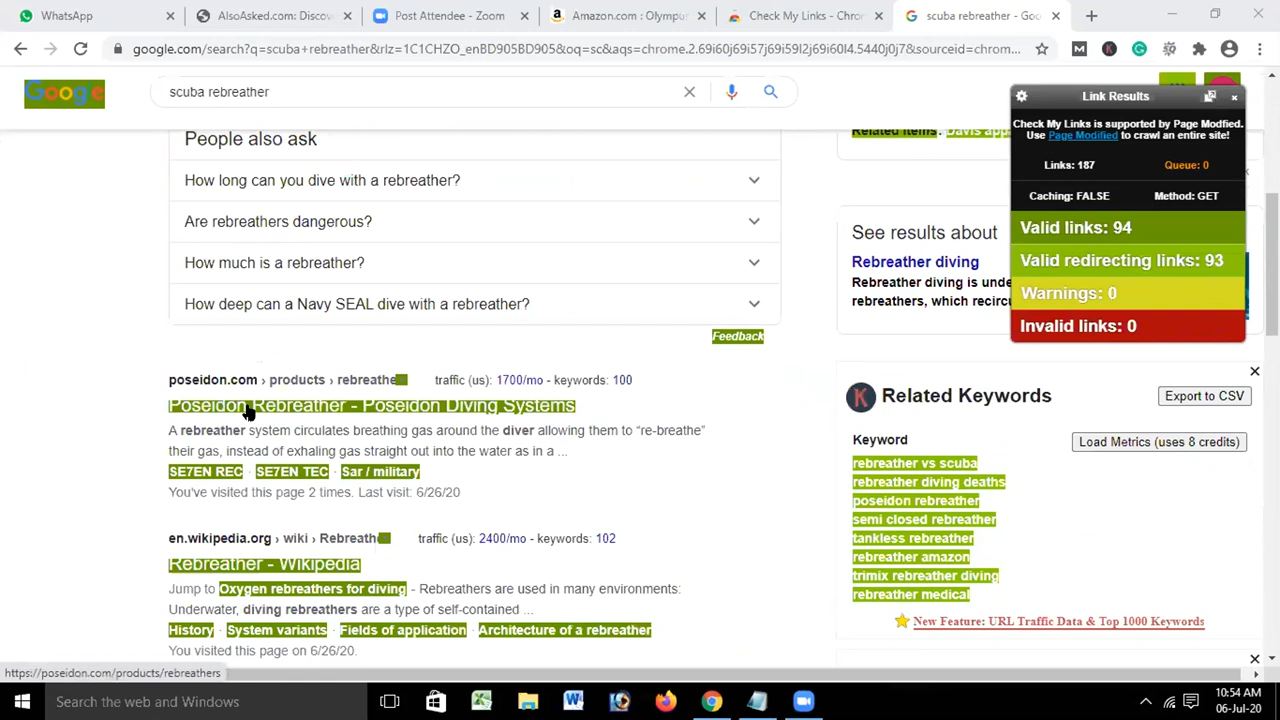 WhatsApp
AlsoAsked.com: Discov
Post Attendee - Zoom
Amazon.com : Olympu
Check My Links - Chron
scuba rebreather - Goo
google.com/search?q=scuba+rebreather&rlz=1C1CHZO_enBD905BD905&oq=sc&aqs=chrome.2.69i60j69i57j69i59l2j69i60l4.5440j0j7&sourceid=chrom...
Google
scuba rebreather
People also ask
How long can you dive with a rebreather?
Are rebreathers dangerous?
How much is a rebreather?
How deep can a Navy SEAL dive with a rebreather?
Feedback
poseidon.com › products › rebreathe
traffic (us): 1700/mo - keywords: 100
Poseidon Rebreather - Poseidon Diving Systems
A rebreather system circulates breathing gas around the diver allowing them to “re-breathe”
their gas, instead of exhaling gas straight out into the water as in a ...
SE7EN REC · SE7EN TEC · Sar / military
You've visited this page 2 times. Last visit: 6/26/20
en.wikipedia.org › wiki › Rebreath
traffic (us): 2400/mo - keywords: 102
Rebreather - Wikipedia
Jump to Oxygen rebreathers for diving - Rebreathers are used in many environments:
Underwater, diving rebreathers are a type of self-contained ...
History · System variants · Fields of application · Architecture of a rebreather
You visited this page on 6/26/20.
https://poseidon.com/products/rebreathers
Related items: Davis app
See results about
Rebreather diving
Rebreather diving is unde
rebreathers, which recirc
Link Results
Check My Links is supported by Page Modfied.
Use Page Modified to crawl an entire site!
Links: 187
Queue: 0
Caching: FALSE
Method: GET
Valid links: 94
Valid redirecting links: 93
Warnings: 0
Invalid links: 0
K
Related Keywords
Export to CSV
Keyword
Load Metrics (uses 8 credits)
rebreather vs scuba
rebreather diving deaths
poseidon rebreather
semi closed rebreather
tankless rebreather
rebreather amazon
trimix rebreather diving
rebreather medical
New Feature: URL Traffic Data & Top 1000 Keywords
Search the web and Windows
10:54 AM
06-Jul-20